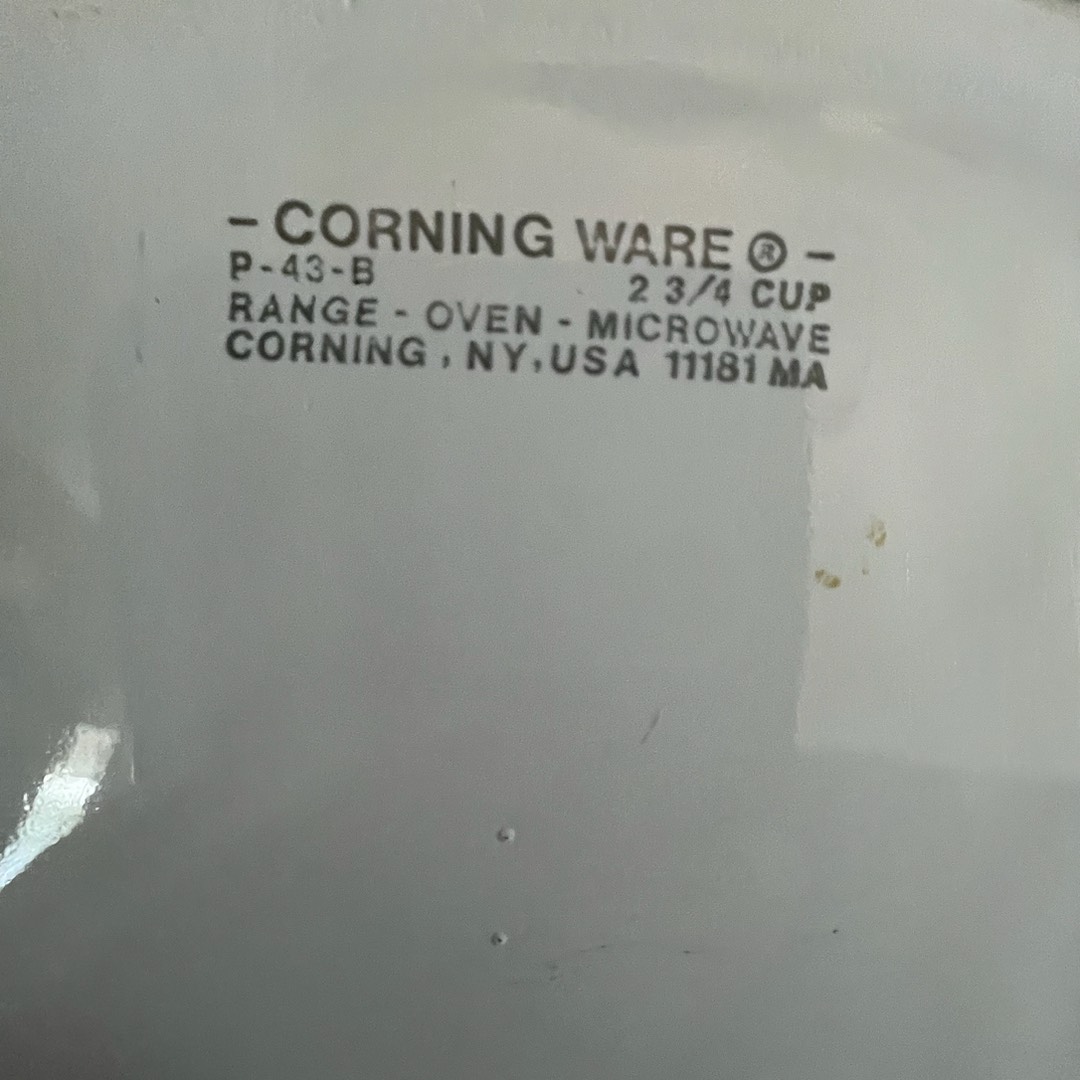 - CORNING WARE ® -
P-43-B 2 3/4 CUP
RANGE - OVEN - MICROWAVE
CORNING, NY, USA 11181 MA